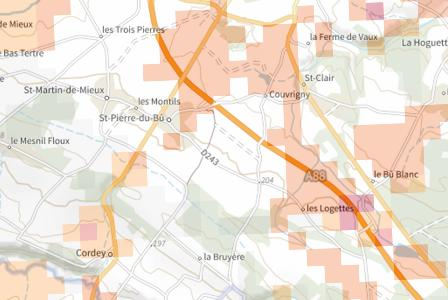 de Mieux
les Trois Pierres
la Ferme de Vaux
La Hoguett
e Bas Tertre
St-Clair
St-Martin-de-Mieux
Couvrigny
les Montils
St-Pierre-du-Bû
le Mesnil Floux
D243
A88
204
le Bû Blanc
les Logettes
197
Cordey
la Bruyère